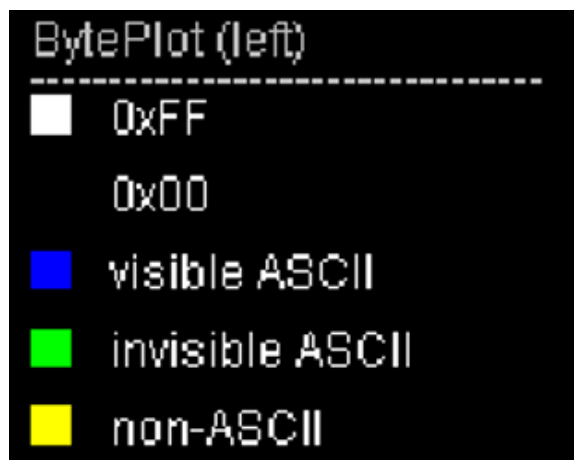 BytePlot (left)
0xFF
0x00
visible ASCII
invisible ASCII
non-ASCII